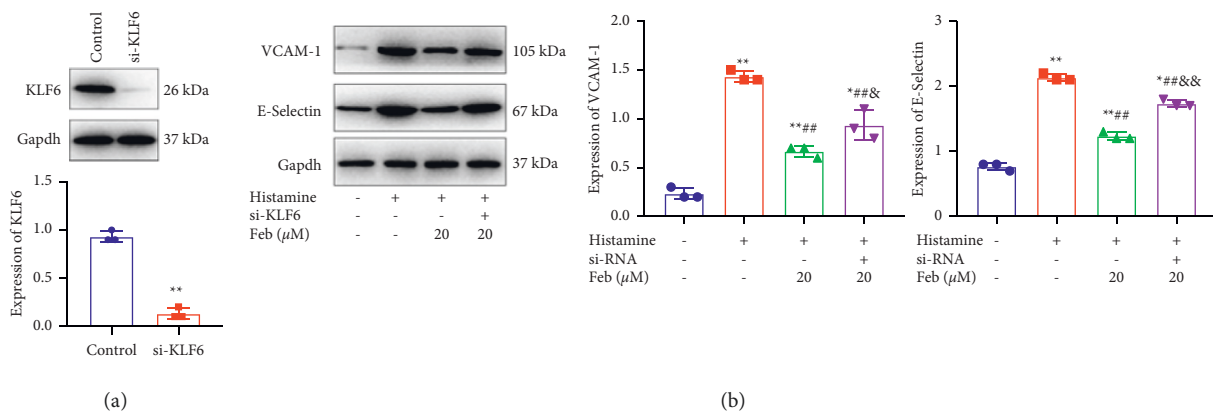 Control
si-KLF6
KLF6
26 kDa
Gapdh
37 kDa
Expression of KLF6
1.5
1.0
0.5
0.0
**
Control
si-KLF6
(a)
VCAM-1
105 kDa
E-Selectin
67 kDa
Gapdh
37 kDa
Histamine - + + +
si-KLF6 - - - +
Feb (μM) - - 20 20
Expression of VCAM-1
2.0
1.5
1.0
0.5
0.0
**
**##
*##&
Histamine - + + +
si-RNA - - - +
Feb (μM) - - 20 20
Expression of E-Selectin
3
2
1
0
**
**##
*##&&
Histamine - + + +
si-RNA - - - +
Feb (μM) - - 20 20
(b)